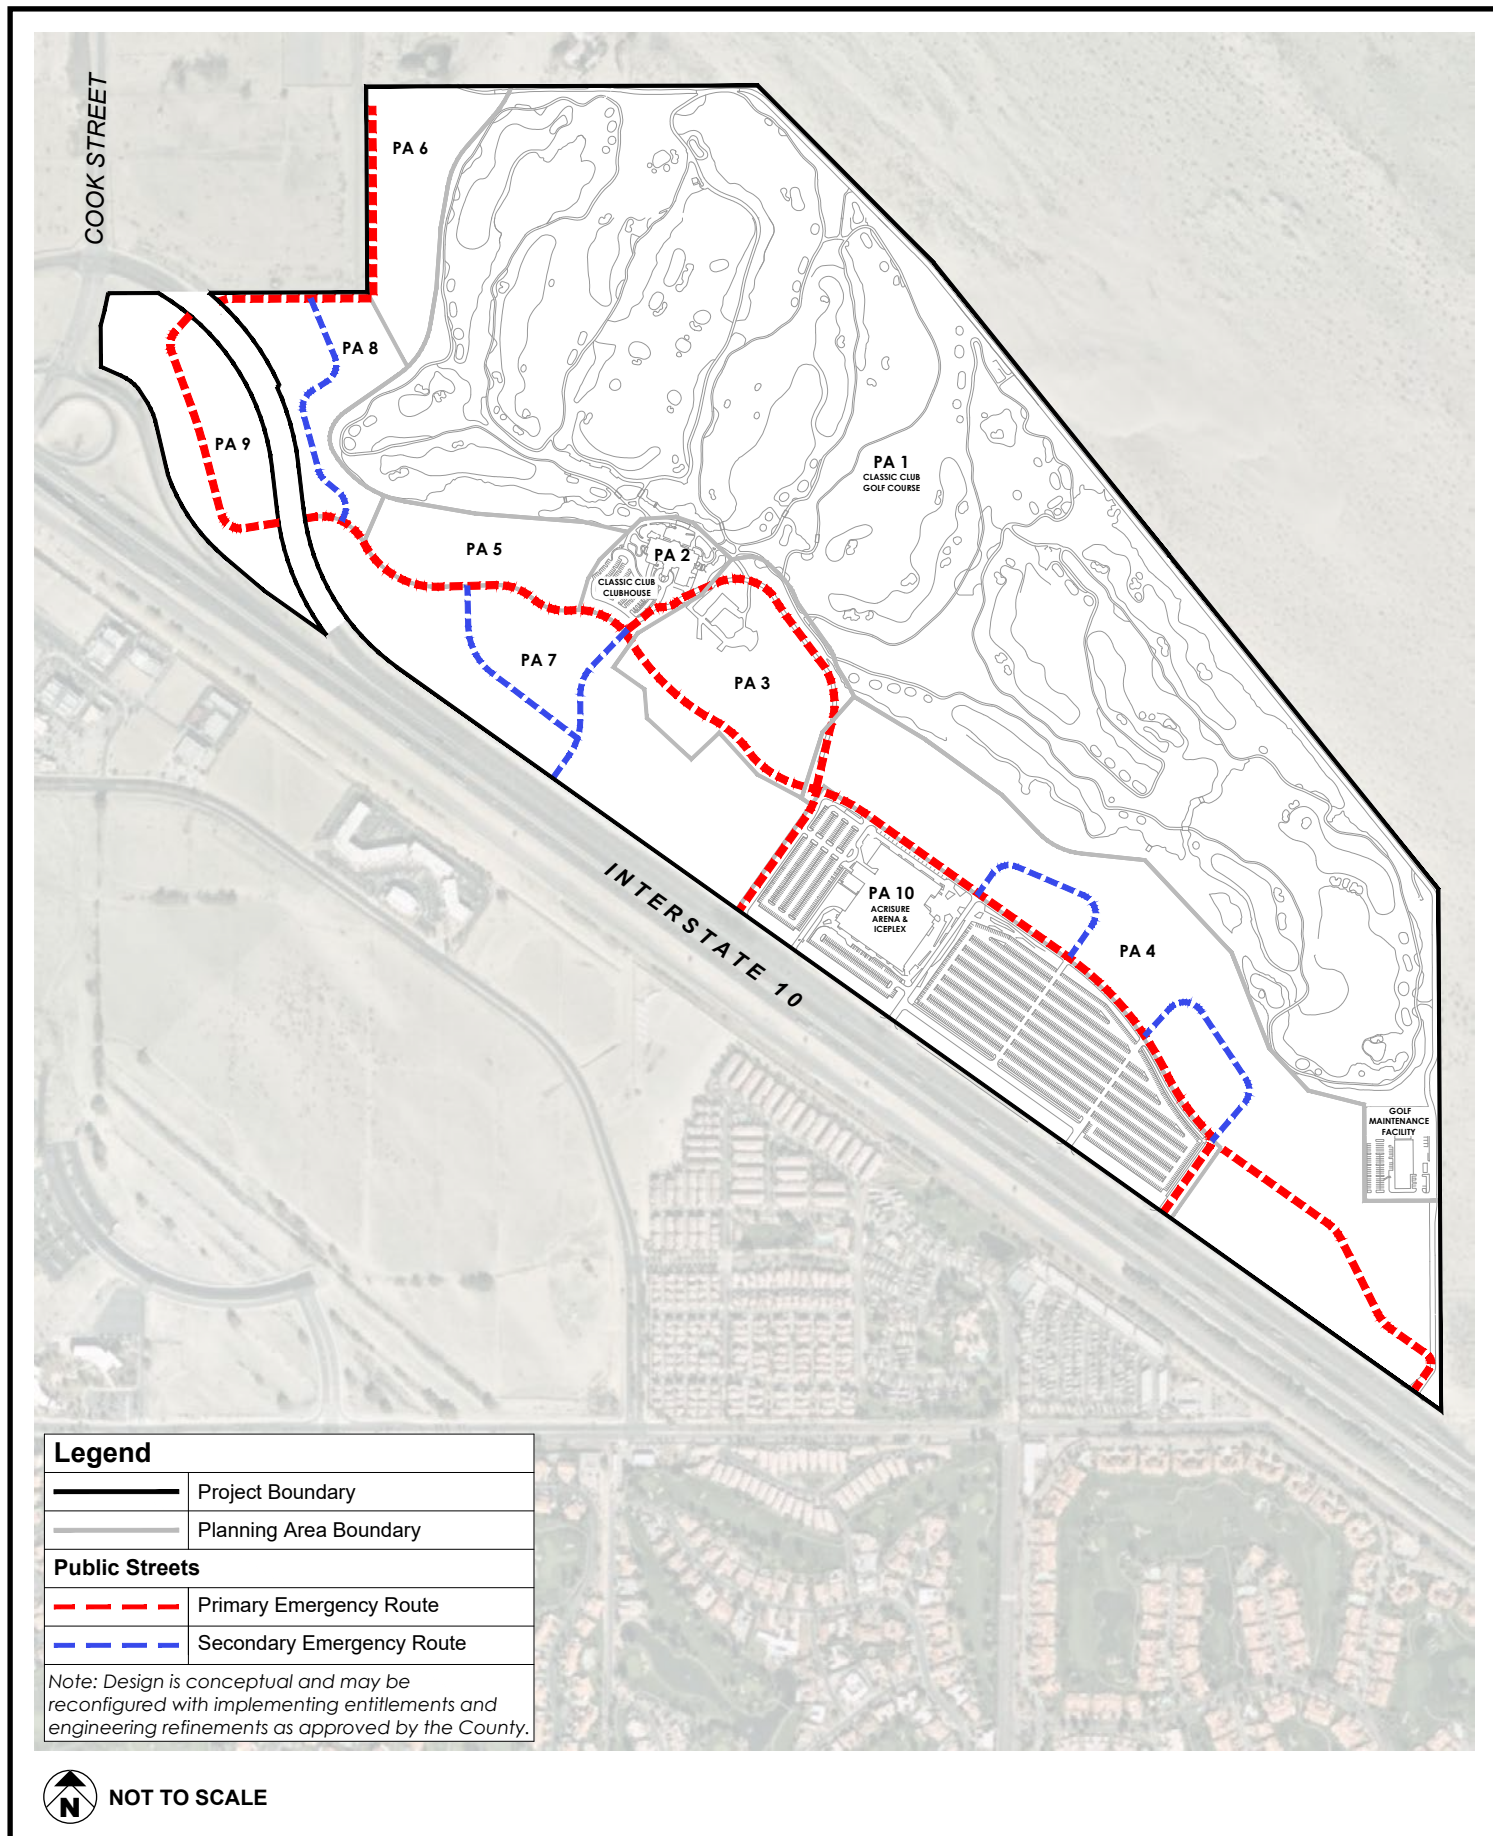 COOK STREET
PA 6
PA 8
PA 9
PA 1
CLASSIC CLUB
GOLF COURSE
PA 5
PA 2
CLASSIC CLUB
CLUBHOUSE
PA 7
PA 3
INTERSTATE 10
PA 10
ACRISURE
ARENA &
ICEPLEX
PA 4
GOLF
MAINTENANCE
FACILITY
Legend
Project Boundary
Planning Area Boundary
Public Streets
Primary Emergency Route
Secondary Emergency Route
Note: Design is conceptual and may be
reconfigured with implementing entitlements and
engineering refinements as approved by the County.
N
NOT TO SCALE